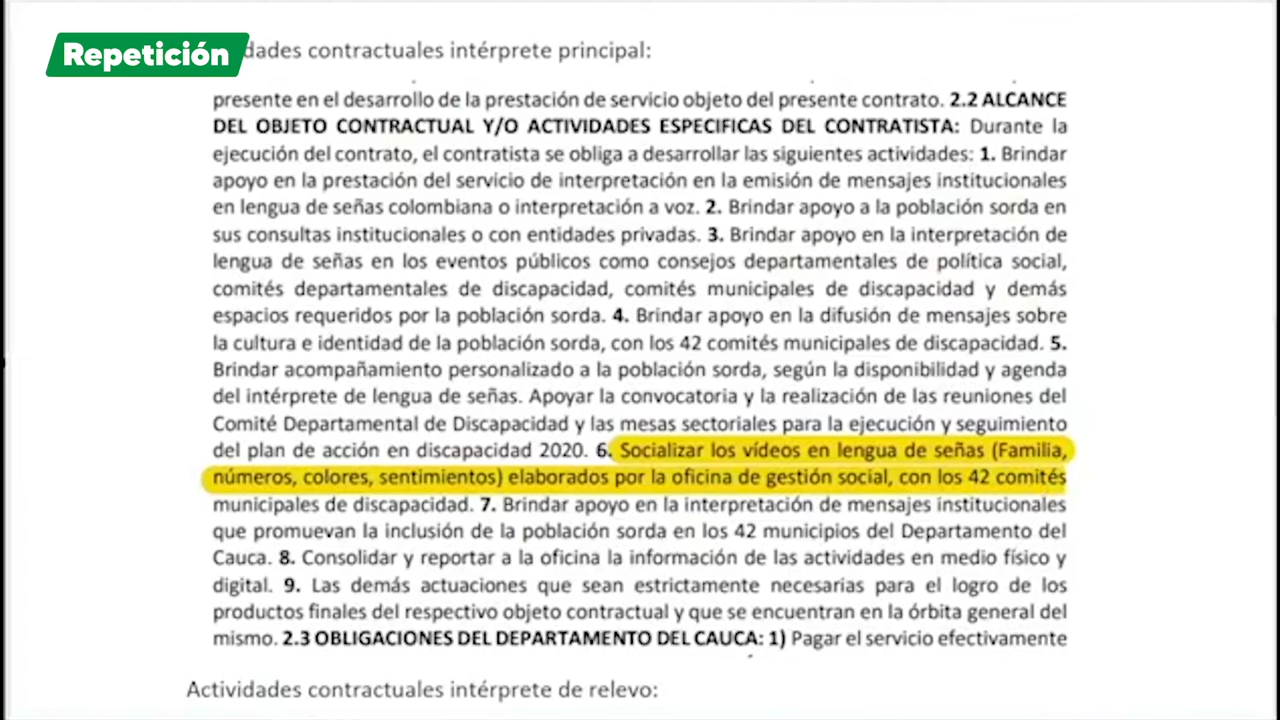 Repetición
dades contractuales intérprete principal:
presente en el desarrollo de la prestación de servicio objeto del presente contrato. 2.2 ALCANCE
DEL OBJETO CONTRACTUAL Y/O ACTIVIDADES ESPECIFICAS DEL CONTRATISTA: Durante la
ejecución del contrato, el contratista se obliga a desarrollar las siguientes actividades: 1. Brindar
apoyo en la prestación del servicio de interpretación en la emisión de mensajes institucionales
en lengua de señas colombiana o interpretación a voz. 2. Brindar apoyo a la población sorda en
sus consultas institucionales o con entidades privadas. 3. Brindar apoyo en la interpretación de
lengua de señas en los eventos públicos como consejos departamentales de política social,
comités departamentales de discapacidad, comités municipales de discapacidad y demás
espacios requeridos por la población sorda. 4. Brindar apoyo en la difusión de mensajes sobre
la cultura e identidad de la población sorda, con los 42 comités municipales de discapacidad. 5.
Brindar acompañamiento personalizado a la población sorda, según la disponibilidad y agenda
del intérprete de lengua de señas. Apoyar la convocatoria y la realización de las reuniones del
Comité Departamental de Discapacidad y las mesas sectoriales para la ejecución y seguimiento
del plan de acción en discapacidad 2020. 6. Socializar los vídeos en lengua de señas (Familia,
números, colores, sentimientos) elaborados por la oficina de gestión social, con los 42 comités
municipales de discapacidad. 7. Brindar apoyo en la interpretación de mensajes institucionales
que promuevan la inclusión de la población sorda en los 42 municipios del Departamento del
Cauca. 8. Consolidar y reportar a la oficina la información de las actividades en medio físico y
digital. 9. Las demás actuaciones que sean estrictamente necesarias para el logro de los
productos finales del respectivo objeto contractual y que se encuentran en la órbita general del
mismo. 2.3 OBLIGACIONES DEL DEPARTAMENTO DEL CAUCA: 1) Pagar el servicio efectivamente
Actividades contractuales intérprete de relevo: